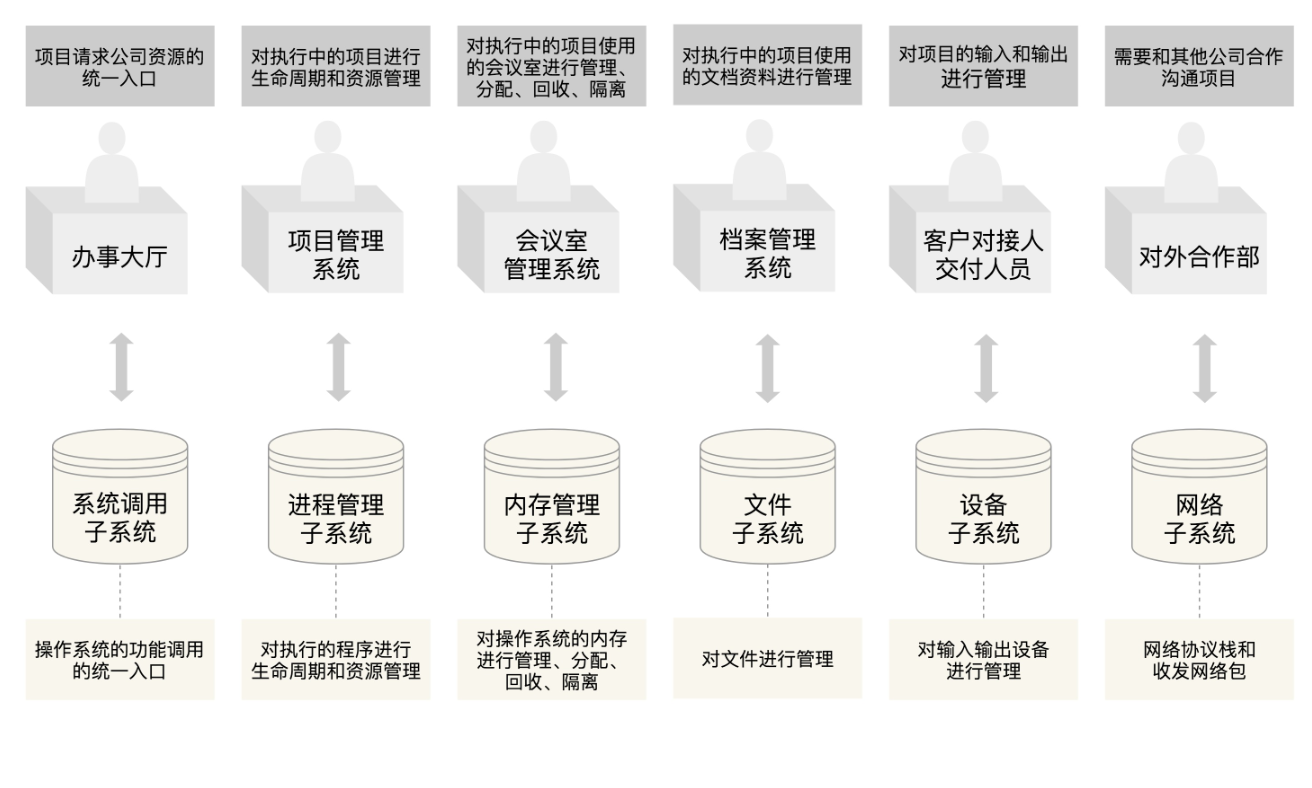 项目请求公司资源的
统一入口
对执行中的项目进行
生命周期和资源管理
对执行中的项目使用
的会议室进行管理、
分配、回收、隔离
对执行中的项目使用
的文档资料进行管理
对项目的输入和输出
进行管理
需要和其他公司合作
沟通项目
办事大厅
项目管理
系统
会议室
管理系统
档案管理
系统
客户对接人
交付人员
对外合作部
系统调用
子系统
进程管理
子系统
内存管理
子系统
文件
子系统
设备
子系统
网络
子系统
操作系统的功能调用
的统一入口
对执行的程序进行
生命周期和资源管理
对操作系统的内存
进行管理、分配、
回收、隔离
对文件进行管理
对输入输出设备
进行管理
网络协议栈和
收发网络包